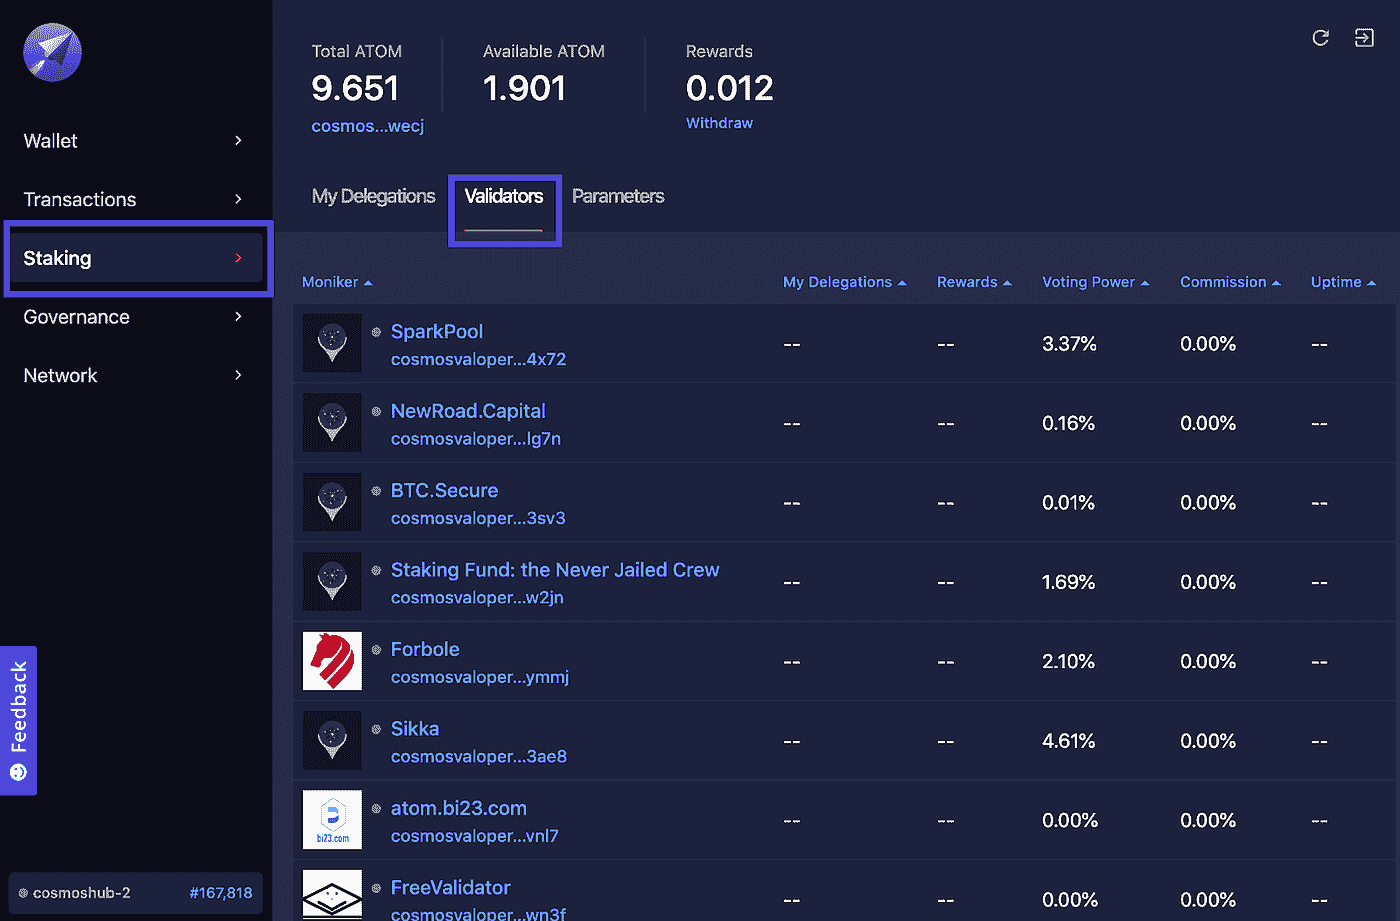 Total ATOM
9.651
cosmos...wecj
Available ATOM
1.901
Rewards
0.012
Withdraw
Wallet
Transactions
Staking
Governance
Network
My Delegations Validators Parameters
Moniker My Delegations Rewards Voting Power Commission Uptime
SparkPool
cosmosvaloper...4x72
-- -- 3.37% 0.00% --
NewRoad.Capital
cosmosvaloper...lg7n
-- -- 0.16% 0.00% --
BTC.Secure
cosmosvaloper...3sv3
-- -- 0.01% 0.00% --
Staking Fund: the Never Jailed Crew
cosmosvaloper...w2jn
-- -- 1.69% 0.00% --
Forbole
cosmosvaloper...ymmj
-- -- 2.10% 0.00% --
Sikka
cosmosvaloper...3ae8
-- -- 4.61% 0.00% --
bi23.com
atom.bi23.com
cosmosvaloper...vnl7
-- -- 0.00% 0.00% --
FreeValidator
cosmosvaloper...wn3f
-- -- 0.00% 0.00% --
Feedback
cosmoshub-2 #167,818